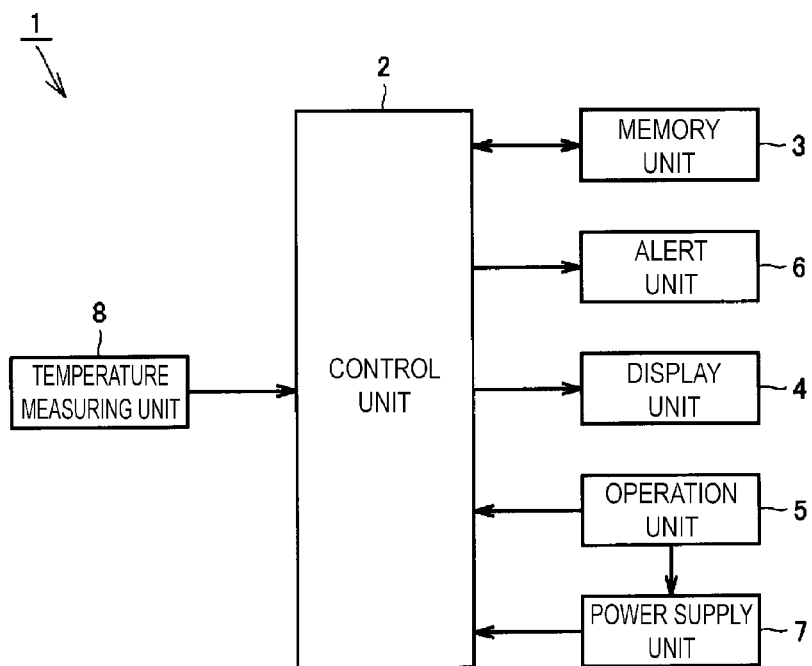 1
2
MEMORY
UNIT
3
ALERT
UNIT
6
8
TEMPERATURE
MEASURING UNIT
CONTROL
UNIT
DISPLAY
UNIT
4
OPERATION
UNIT
5
POWER SUPPLY
UNIT
7